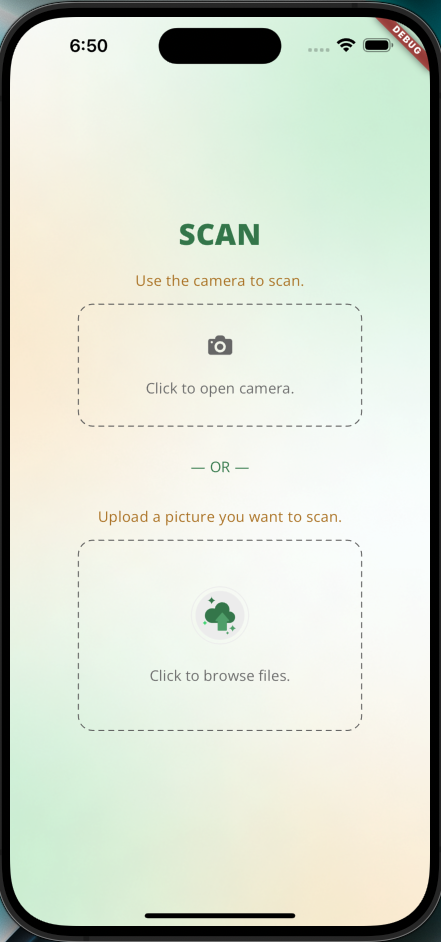 6:50
DEBUG
SCAN
Use the camera to scan.
Click to open camera.
— OR —
Upload a picture you want to scan.
Click to browse files.